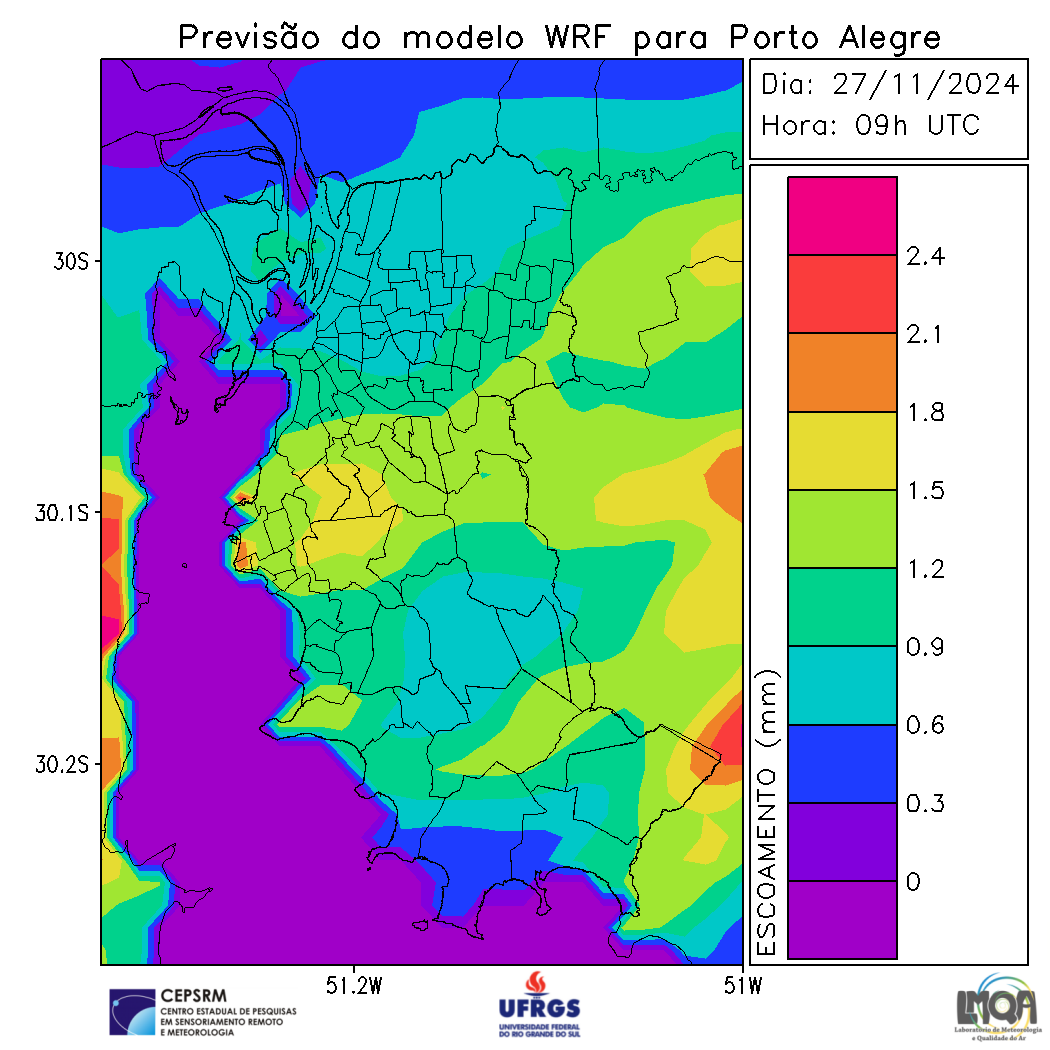 Previsão do modelo WRF para Porto Alegre
Dia: 27/11/2024
Hora: 09h UTC
30S
30.1S
30.2S
51.2W
51W
ESCOAMENTO (mm)
2.4
2.1
1.8
1.5
1.2
0.9
0.6
0.3
0
CEPSRM
CENTRO ESTADUAL DE PESQUISAS
EM SENSORIAMENTO REMOTO
E METEOROLOGIA
UFRGS
UNIVERSIDADE FEDERAL
DO RIO GRANDE DO SUL
LMQA
Laboratório de Meteorologia
e Qualidade do Ar